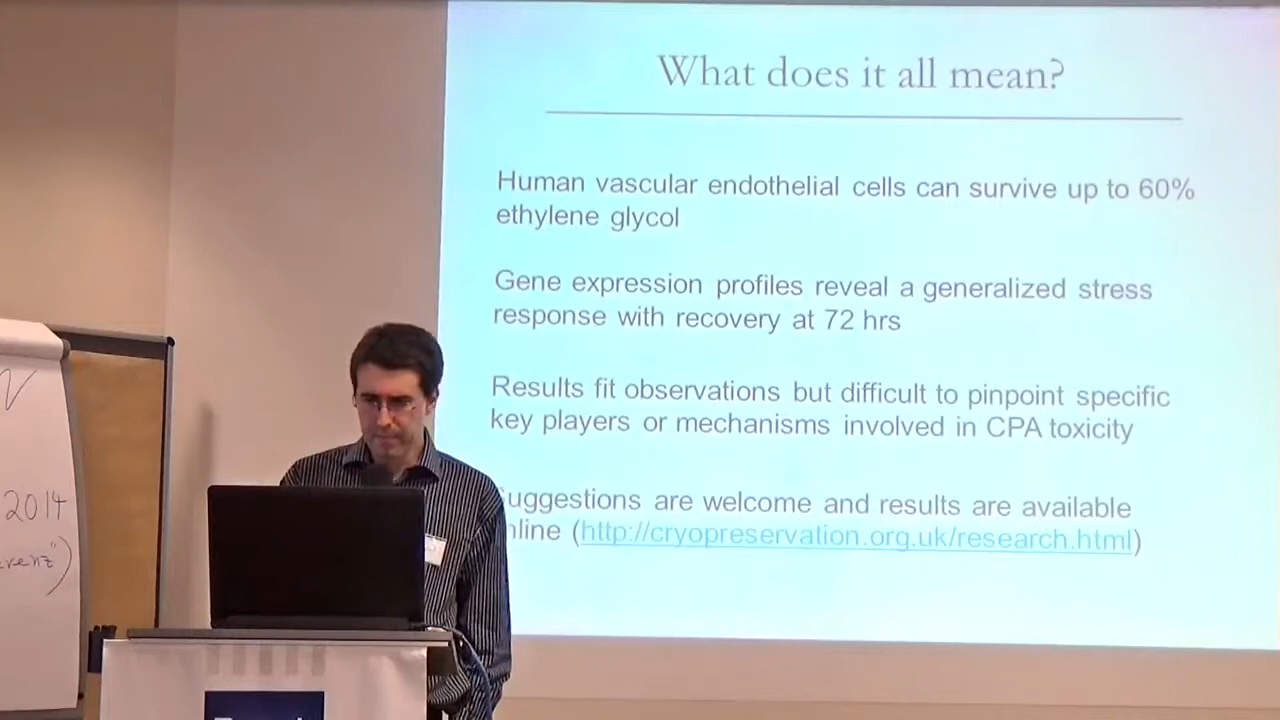 What does it all mean?
Human vascular endothelial cells can survive up to 60%
ethylene glycol
Gene expression profiles reveal a generalized stress
response with recovery at 72 hrs
Results fit observations but difficult to pinpoint specific
key players or mechanisms involved in CPA toxicity
Suggestions are welcome and results are available
online (http://cryopreservation.org.uk/research.html)
2014